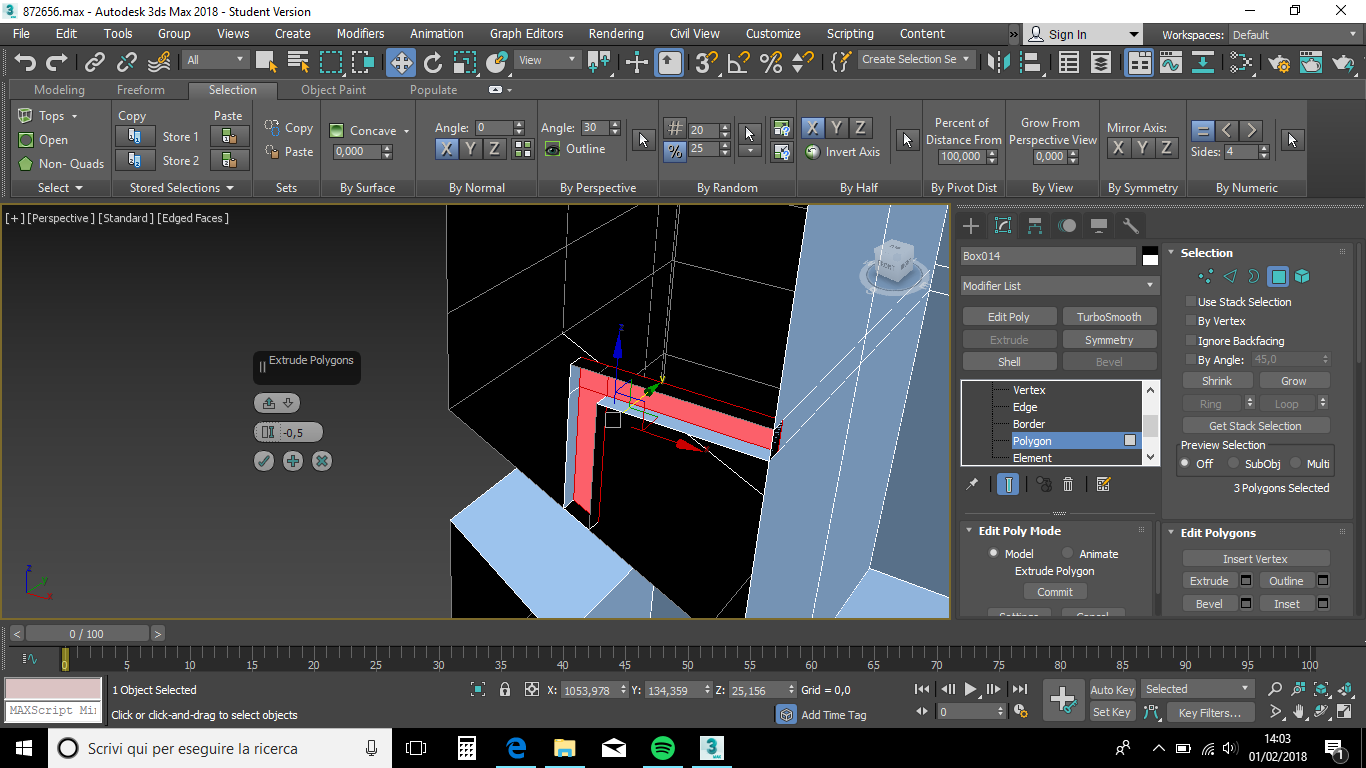 872656.max - Autodesk 3ds Max 2018 - Student Version
File Edit Tools Group Views Create Modifiers Animation Graph Editors Rendering Civil View Customize Scripting Content » Sign In Workspaces: Default
All View Create Selection Se
Modeling Freeform Selection Object Paint Populate
Tops Copy Paste Copy Concave Angle: 0 Angle: 30 20 X Y Z Percent of Grow From Mirror Axis: = < >
Open Store 1 Paste 0,000 X Y Z Outline % 25 Invert Axis Distance From Perspective View X Y Z Sides: 4
Non- Quads Store 2 100,000 0,000
Select Stored Selections Sets By Surface By Normal By Perspective By Random By Half By Pivot Dist By View By Symmetry By Numeric
[+] [Perspective ] [Standard ] [Edged Faces ]
Extrude Polygons
-0,5
z
y
z
y
x
Box014
Modifier List
Edit Poly TurboSmooth
Extrude Symmetry
Shell Bevel
Vertex
Edge
Border
Polygon
Element
Edit Poly Mode
Model Animate
Extrude Polygon
Commit
Settings Cancel
Selection
Use Stack Selection
By Vertex
Ignore Backfacing
By Angle: 45,0
Shrink Grow
Ring Loop
Get Stack Selection
Preview Selection
Off SubObj Multi
3 Polygons Selected
Edit Polygons
Insert Vertex
Extrude Outline
Bevel Inset
< 0 / 100 >
0 5 10 15 20 25 30 35 40 45 50 55 60 65 70 75 80 85 90 95 100
1 Object Selected X: 1053,978 Y: 134,359 Z: 25,156 Grid = 0,0 Auto Key Selected
MAXScript Mi Click or click-and-drag to select objects Add Time Tag 0 Set Key Key Filters...
Scrivi qui per eseguire la ricerca
3
MAX
14:03
01/02/2018
1